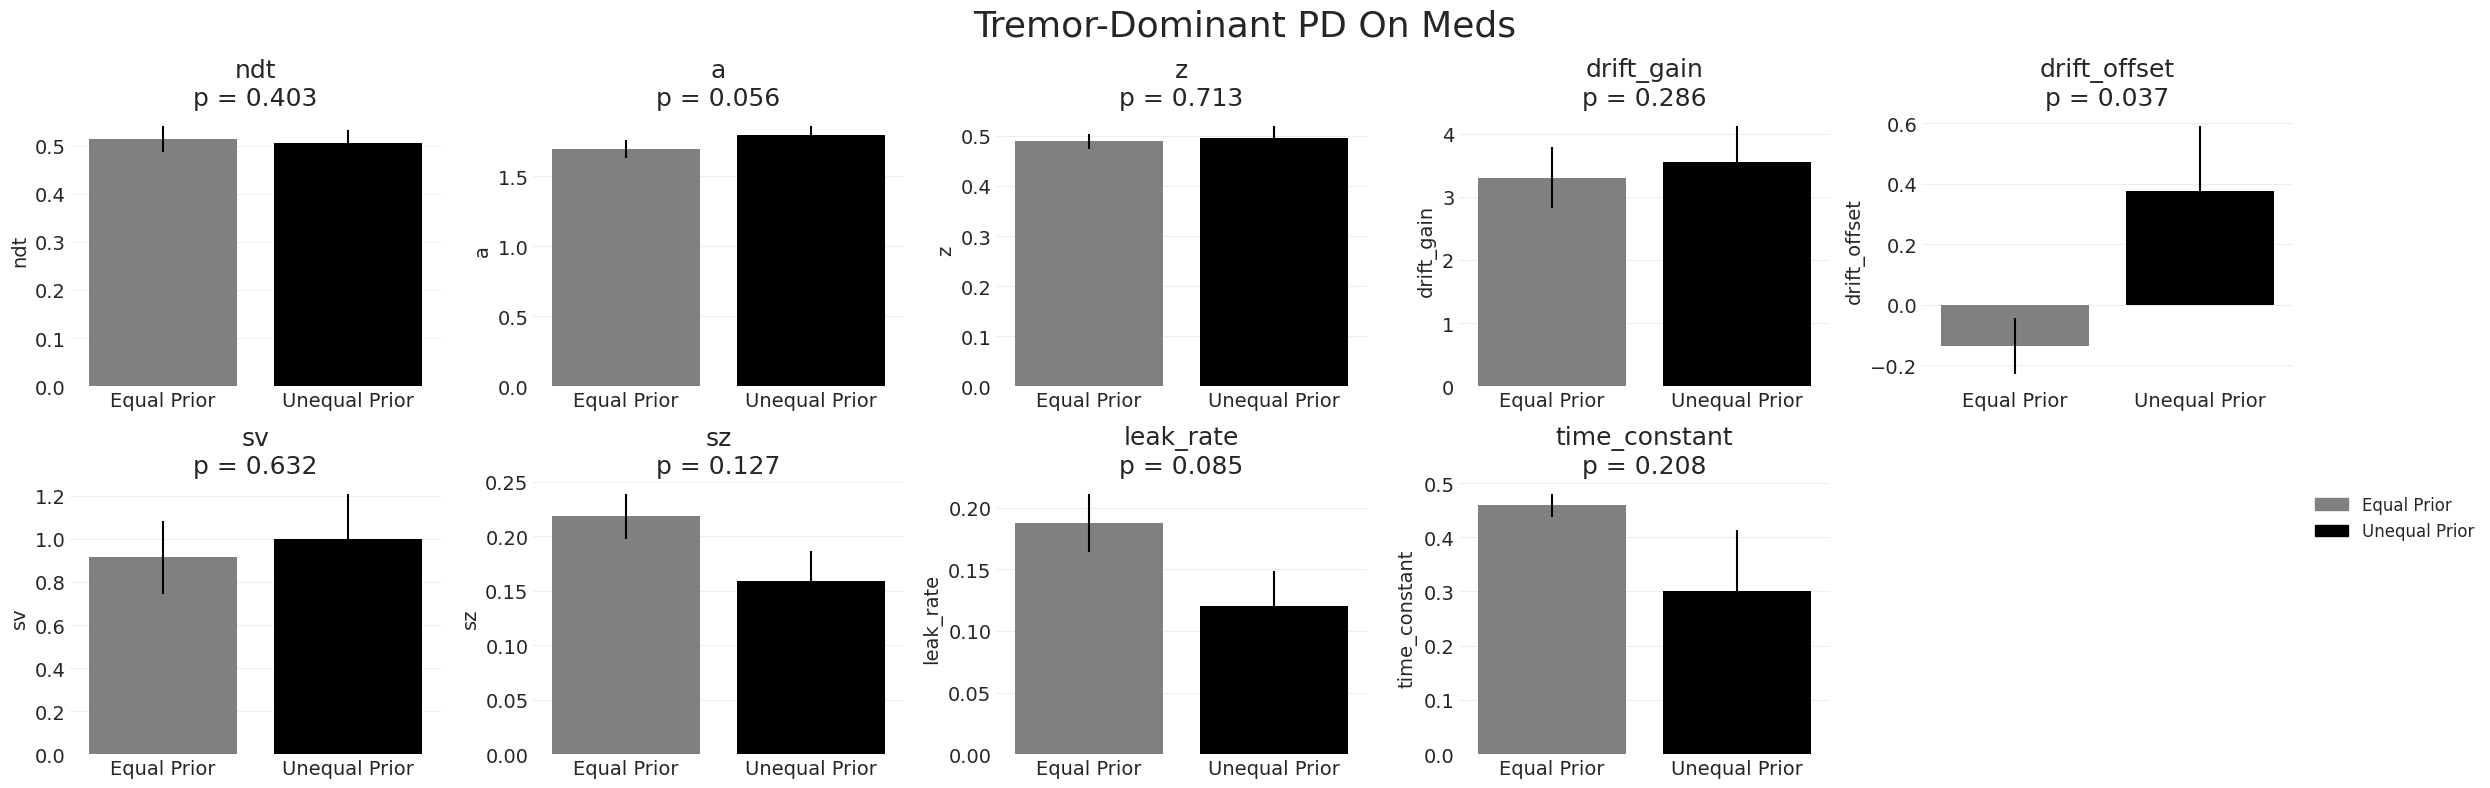 Tremor-Dominant PD On Meds
ndt
p = 0.403
ndt
0.5
0.4
0.3
0.2
0.1
0.0
Equal Prior
Unequal Prior
a
p = 0.056
a
1.5
1.0
0.5
0.0
Equal Prior
Unequal Prior
z
p = 0.713
z
0.5
0.4
0.3
0.2
0.1
0.0
Equal Prior
Unequal Prior
drift_gain
p = 0.286
drift_gain
4
3
2
1
0
Equal Prior
Unequal Prior
drift_offset
p = 0.037
drift_offset
0.6
0.4
0.2
0.0
−0.2
Equal Prior
Unequal Prior
sv
p = 0.632
sv
1.2
1.0
0.8
0.6
0.4
0.2
0.0
Equal Prior
Unequal Prior
sz
p = 0.127
sz
0.25
0.20
0.15
0.10
0.05
0.00
Equal Prior
Unequal Prior
leak_rate
p = 0.085
leak_rate
0.20
0.15
0.10
0.05
0.00
Equal Prior
Unequal Prior
time_constant
p = 0.208
time_constant
0.5
0.4
0.3
0.2
0.1
0.0
Equal Prior
Unequal Prior
Equal Prior
Unequal Prior